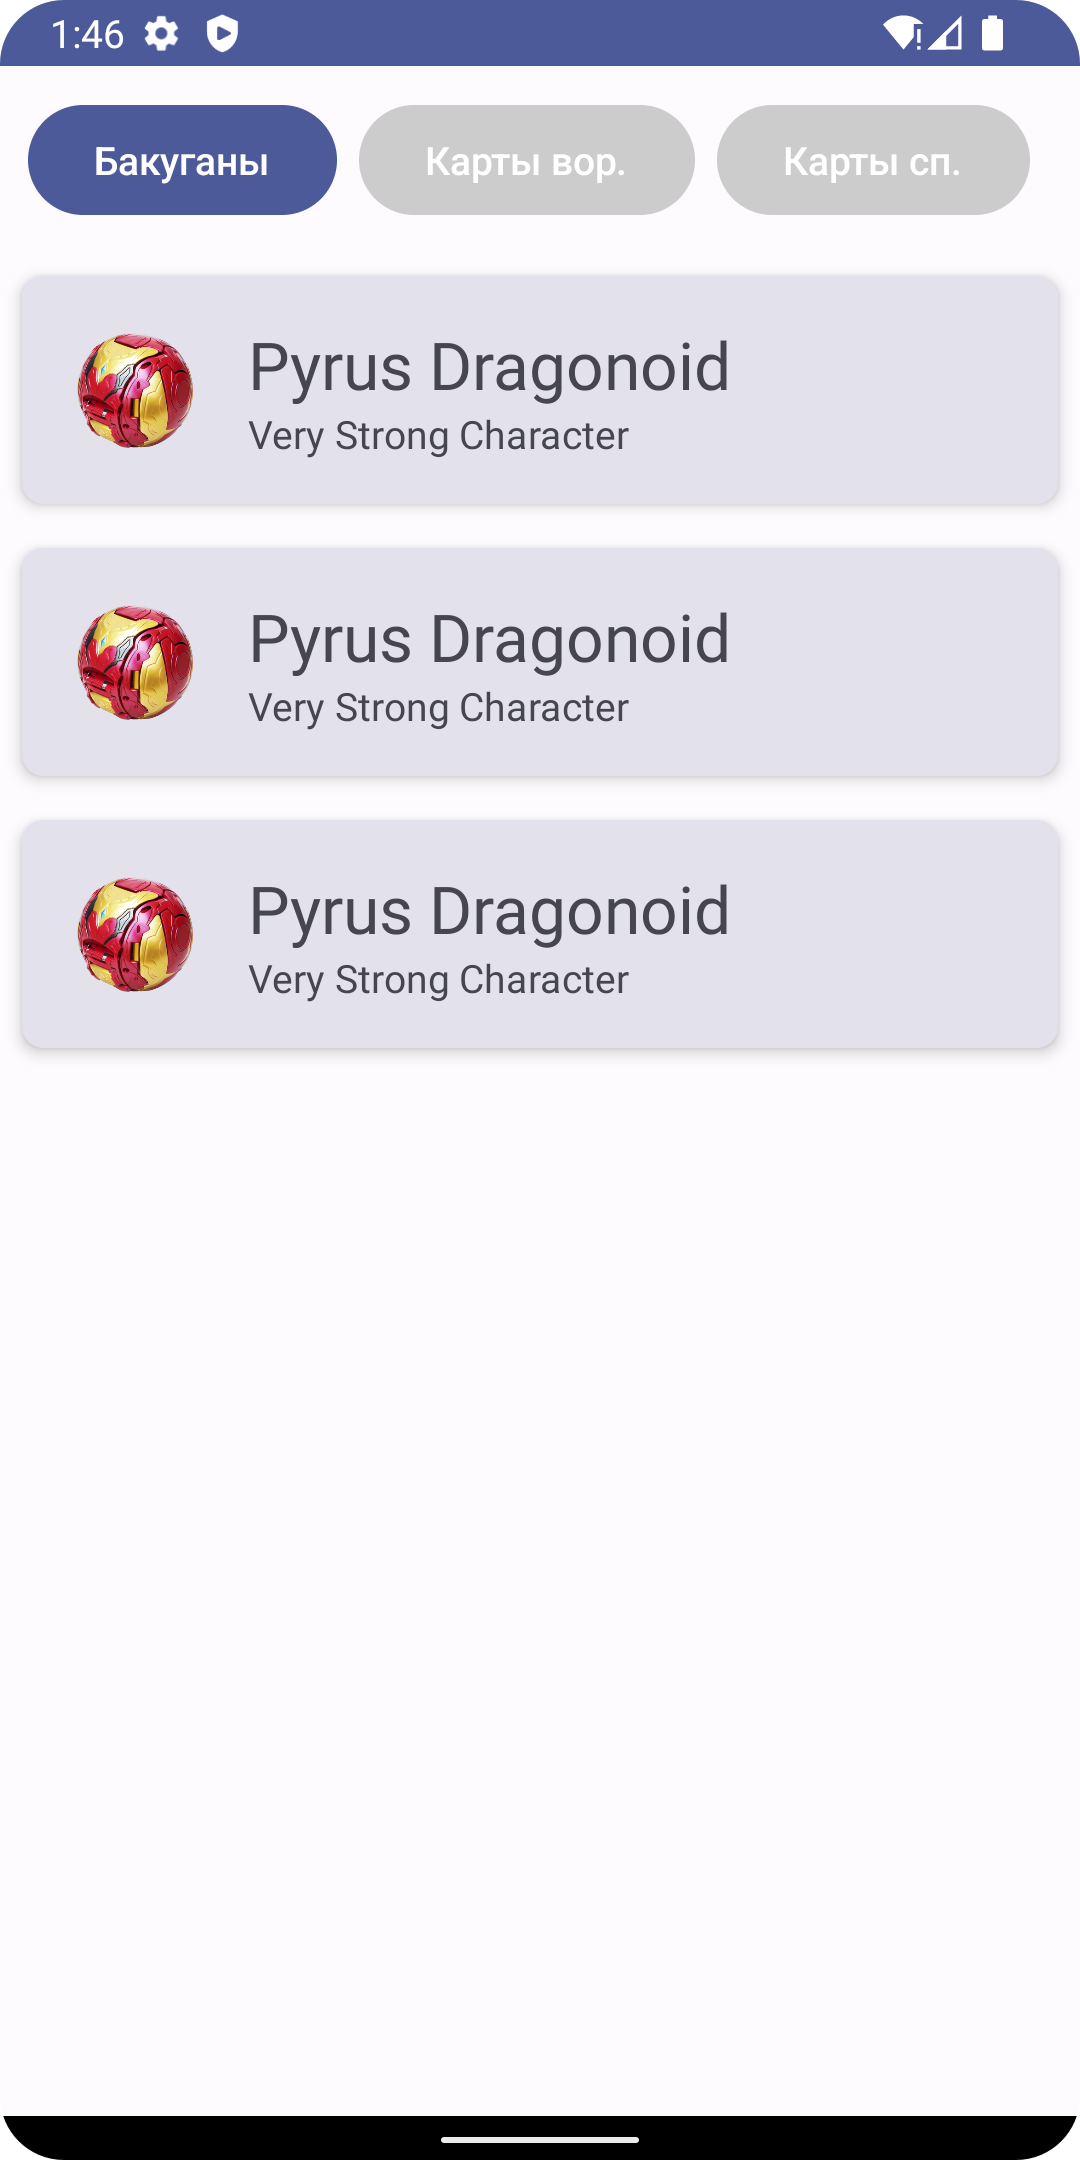 1:46
Бакуганы
Карты вор.
Карты сп.
Pyrus Dragonoid
Very Strong Character
Pyrus Dragonoid
Very Strong Character
Pyrus Dragonoid
Very Strong Character